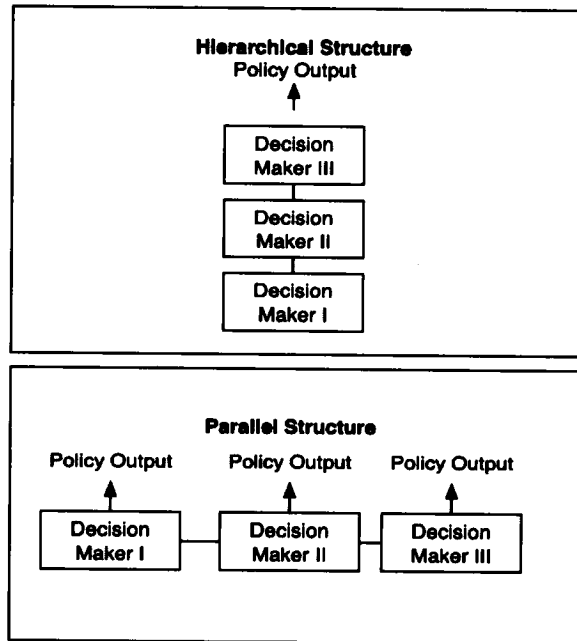 Hierarchical Structure
Policy Output
Decision
Maker III
Decision
Maker II
Decision
Maker I
Parallel Structure
Policy Output Policy Output Policy Output
Decision Decision Decision
Maker I Maker II Maker III